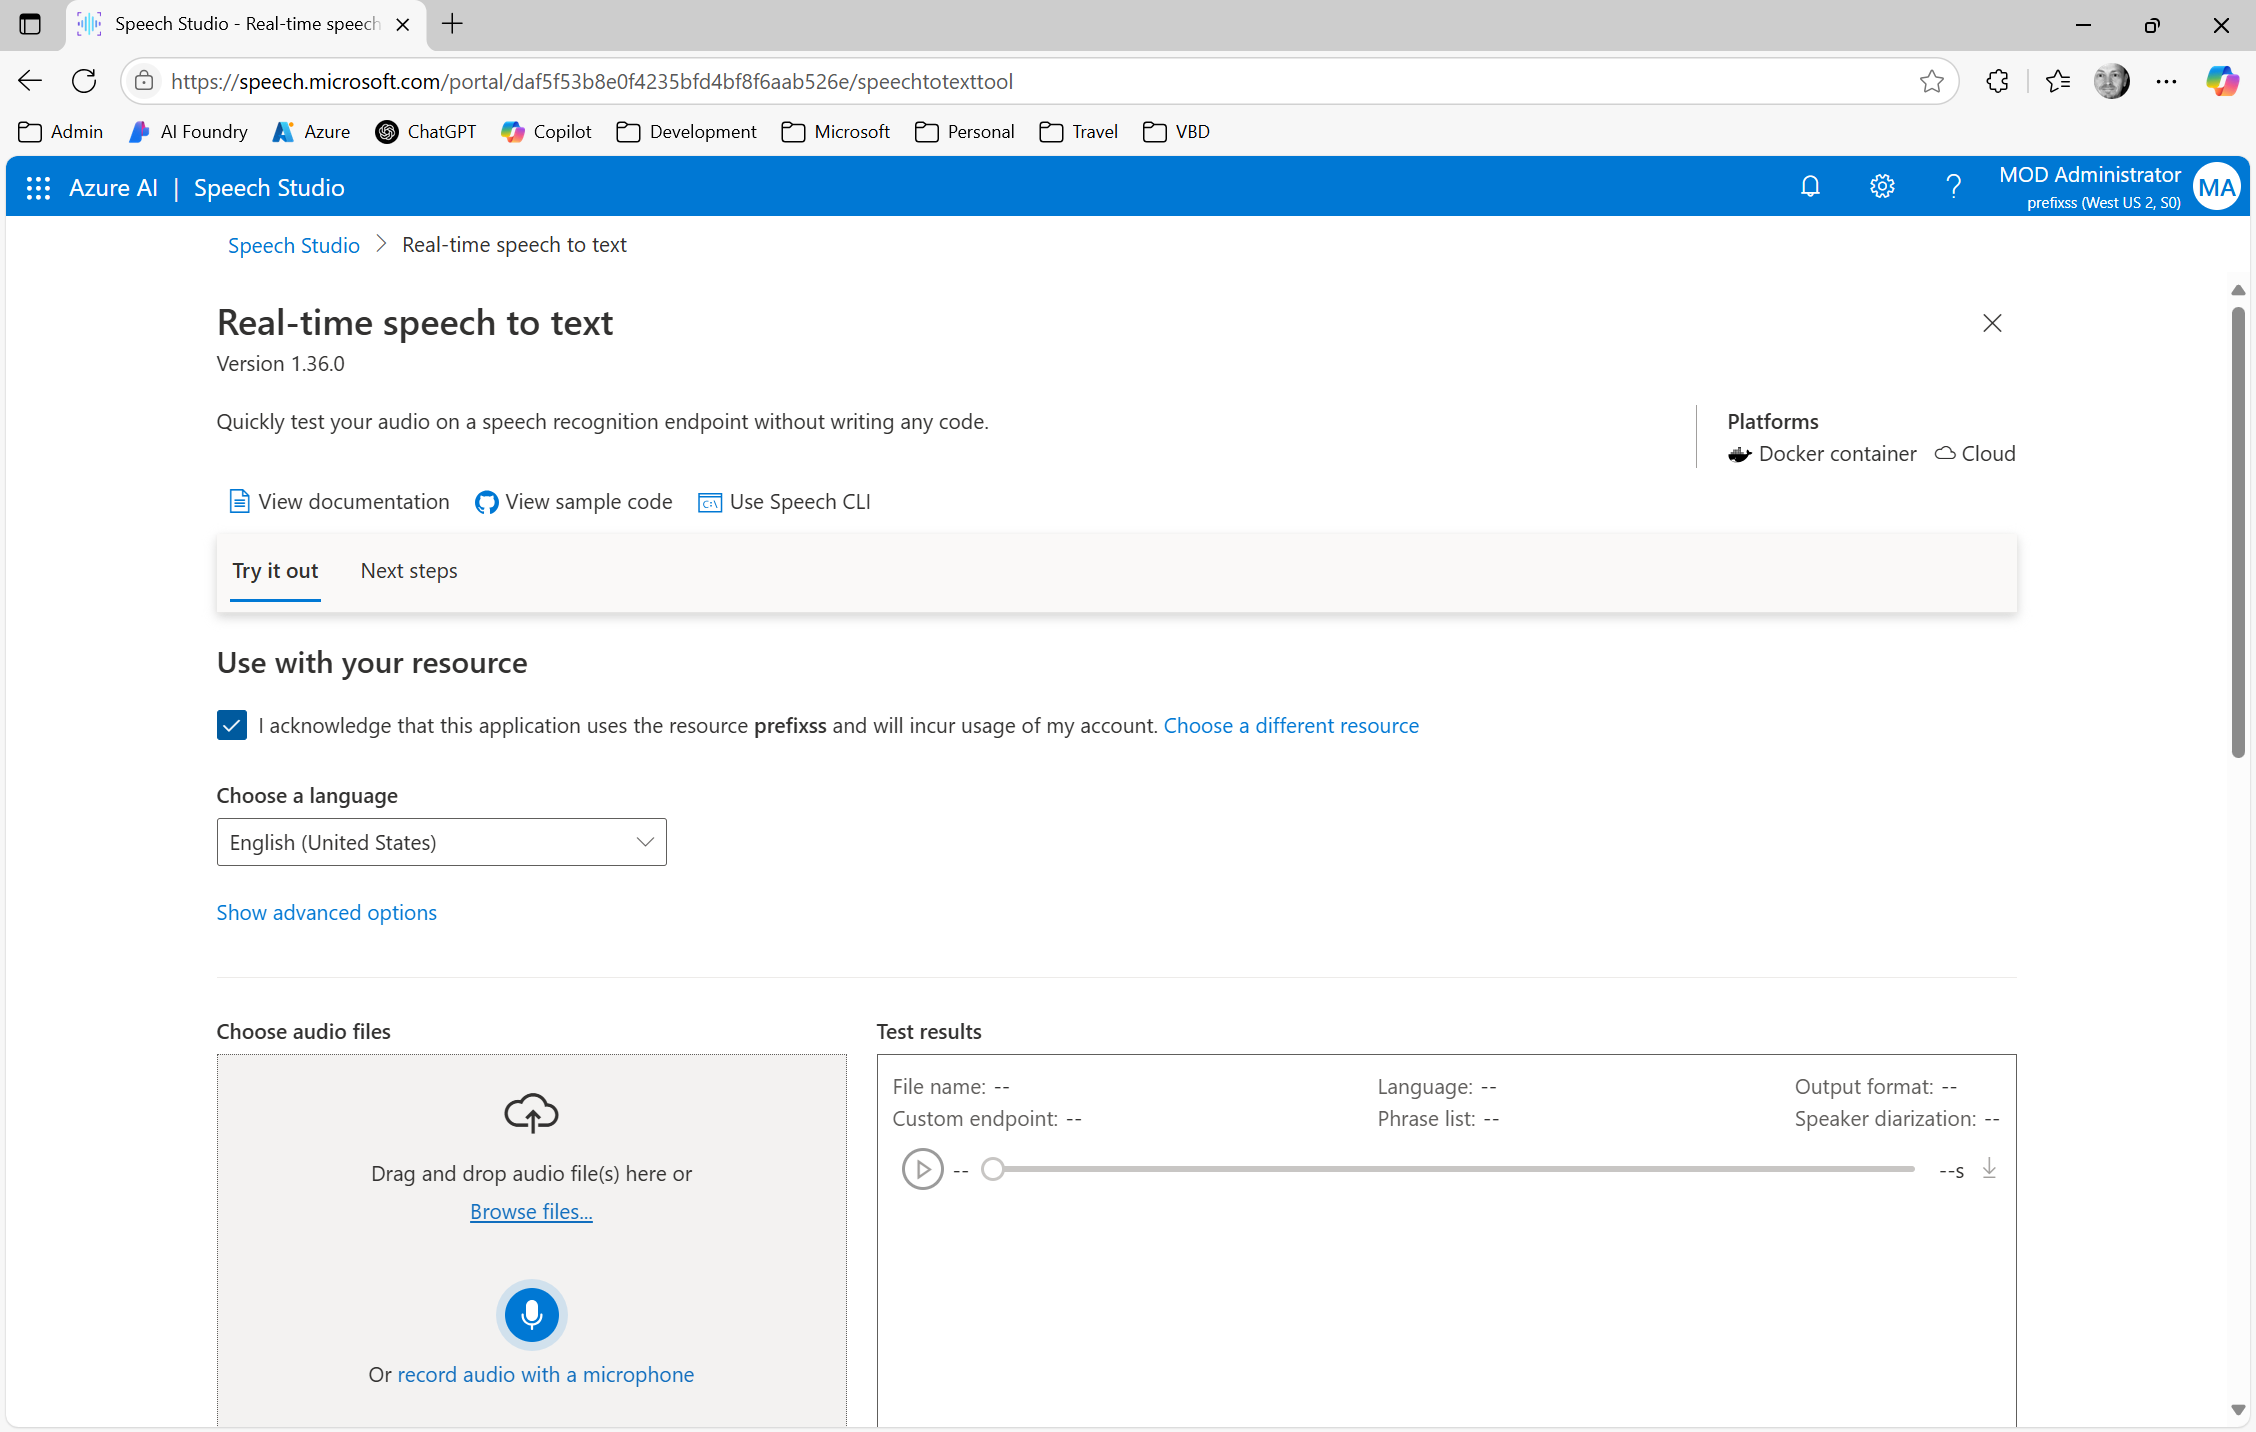 Speech Studio - Real-time speech
https://speech.microsoft.com/portal/daf5f53b8e0f4235bfd4bf8f6aab526e/speechtotexttool
Admin AI Foundry Azure ChatGPT Copilot Development Microsoft Personal Travel VBD
Azure AI | Speech Studio
MOD Administrator
prefixss (West US 2, S0)
MA
Speech Studio > Real-time speech to text
Real-time speech to text
Version 1.36.0
Quickly test your audio on a speech recognition endpoint without writing any code.
Platforms
Docker container Cloud
View documentation View sample code Use Speech CLI
Try it out Next steps
Use with your resource
I acknowledge that this application uses the resource prefixss and will incur usage of my account. Choose a different resource
Choose a language
English (United States)
Show advanced options
Choose audio files
Drag and drop audio file(s) here or
Browse files...
Or record audio with a microphone
Test results
File name: -- Language: -- Output format: --
Custom endpoint: -- Phrase list: -- Speaker diarization: --
-- --s